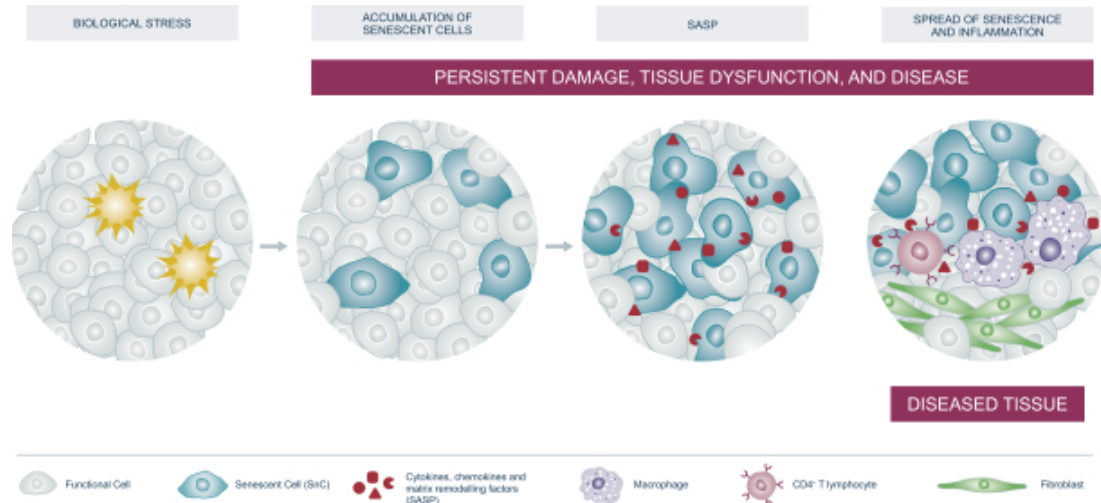 BIOLOGICAL STRESS
ACCUMULATION OF
SENESCENT CELLS
SASP
SPREAD OF SENESCENCE
AND INFLAMMATION
PERSISTENT DAMAGE, TISSUE DYSFUNCTION, AND DISEASE
DISEASED TISSUE
Functional Cell
Senescent Cell (SnC)
Cytokines, chemokines and
matrix remodelling factors
(SASP)
Macrophage
CD4⁺ T lymphocyte
Fibroblast